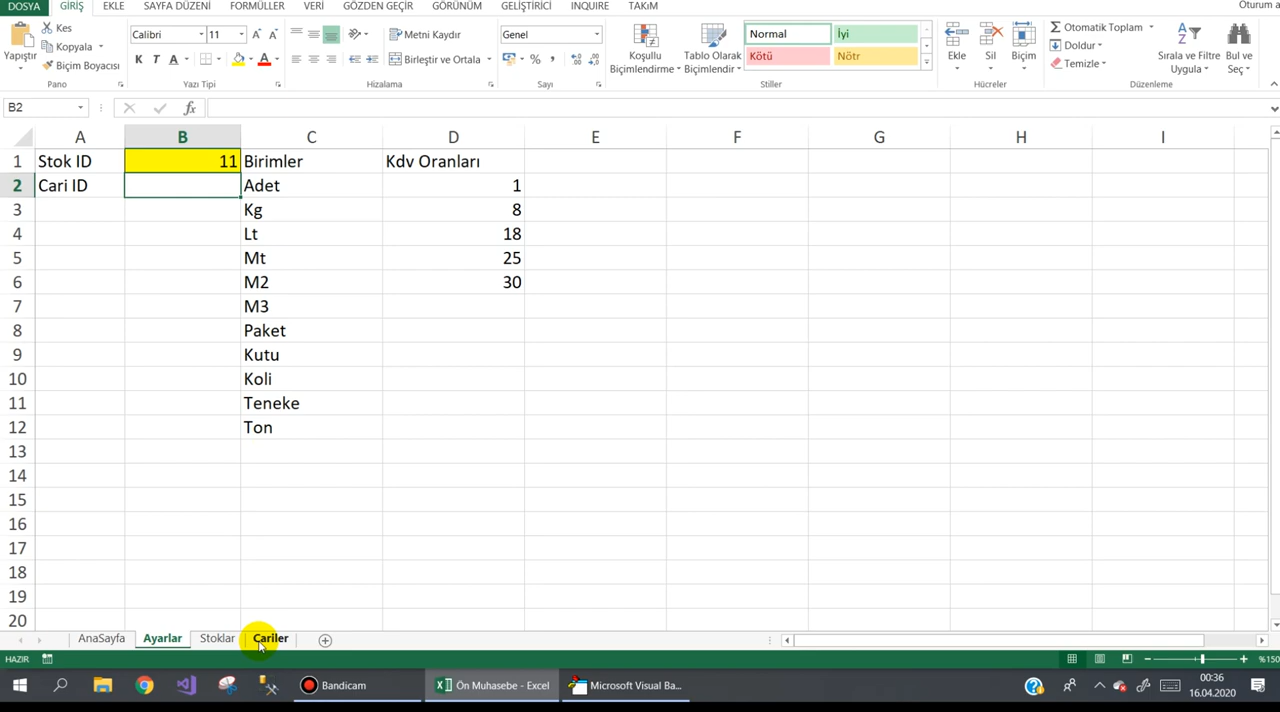 DOSYA GİRİŞ EKLE SAYFA DÜZENİ FORMÜLLER VERİ GÖZDEN GEÇİR GÖRÜNÜM GELİŞTİRİCİ INQUIRE TAKıM Oturum a
Kes Calibri 11 Metni Kaydır Genel Normal İyi Otomatik Toplam
Yapıştır Kopyala Koşullu Biçimlendirme Tablo Olarak Biçimlendir Ekle Sil Biçim Doldur Sırala ve Filtre Uygula Bul ve Seç
Biçim Boyacısı K T A Birleştir ve Ortala % Kötü Nötr Temizle
Pano Yazı Tipi Hizalama Sayı Stiller Hücreler Düzenleme
B2 fx
A B C D E F G H I
1 Stok ID 11 Birimler Kdv Oranları
2 Cari ID Adet 1
3 Kg 8
4 Lt 18
5 Mt 25
6 M2 30
7 M3
8 Paket
9 Kutu
10 Koli
11 Teneke
12 Ton
13
14
15
16
17
18
19
20
AnaSayfa Ayarlar Stoklar Cariler
HAZIR %150
Bandicam Ön Muhasebe - Excel Microsoft Visual Ba... 00:36
16.04.2020